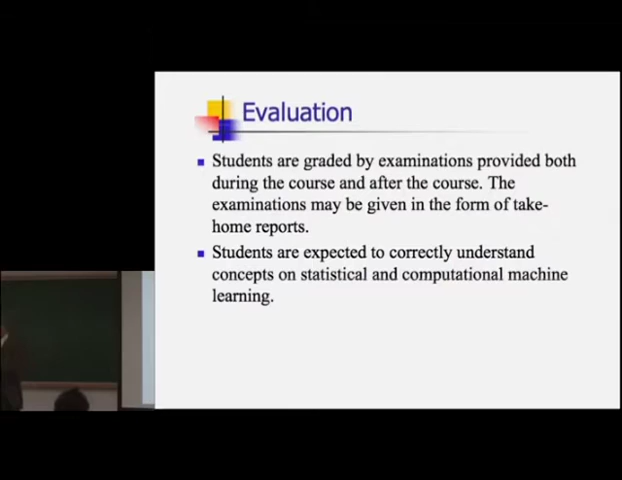 Evaluation
Students are graded by examinations provided both
during the course and after the course. The
examinations may be given in the form of take-
home reports.
Students are expected to correctly understand
concepts on statistical and computational machine
learning.